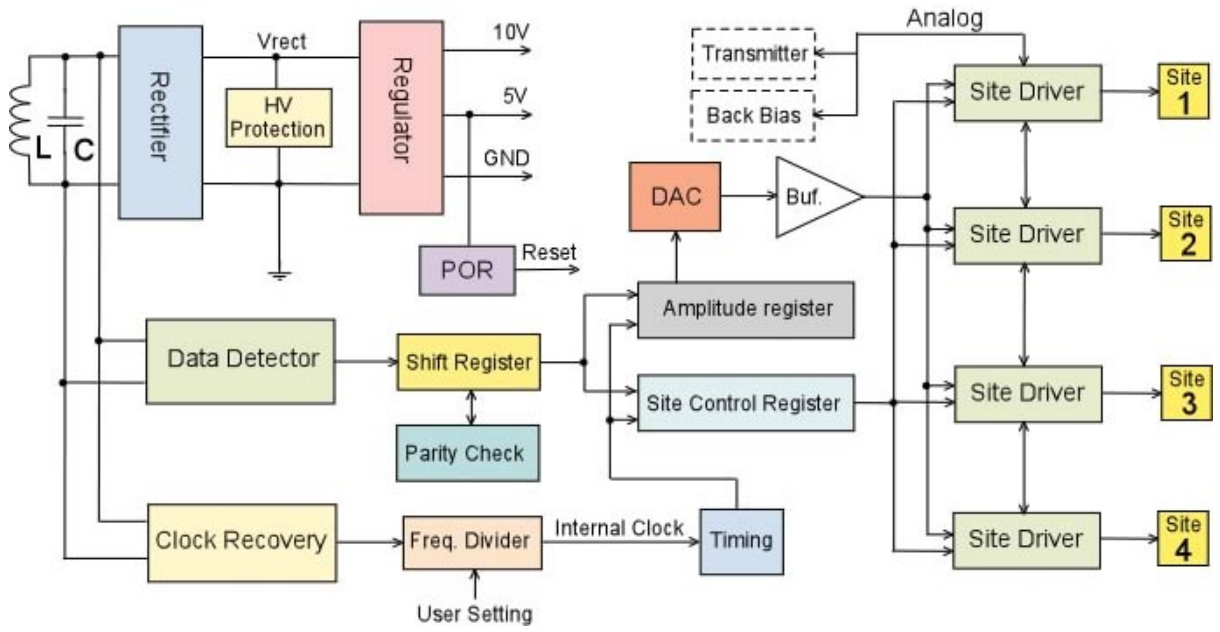 Analog
10V
Vrect
Transmitter
Rectifier
Regulator
Site
1
Site Driver
HV
Protection
5V
Back Bias
L
C
GND
DAC
Buf.
Site Driver
Site
2
POR
Reset
Amplitude register
Data Detector
Shift Register
Site Control Register
Site Driver
Site
3
Parity Check
Clock Recovery
Freq. Divider
Internal Clock
Timing
Site Driver
Site
4
User Setting